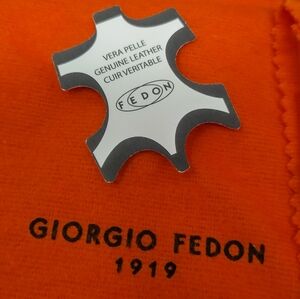 VERA PELLE
GENUINE LEATHER
CUIR VERITABLE
FEDON
GIORGIO FEDON
1919